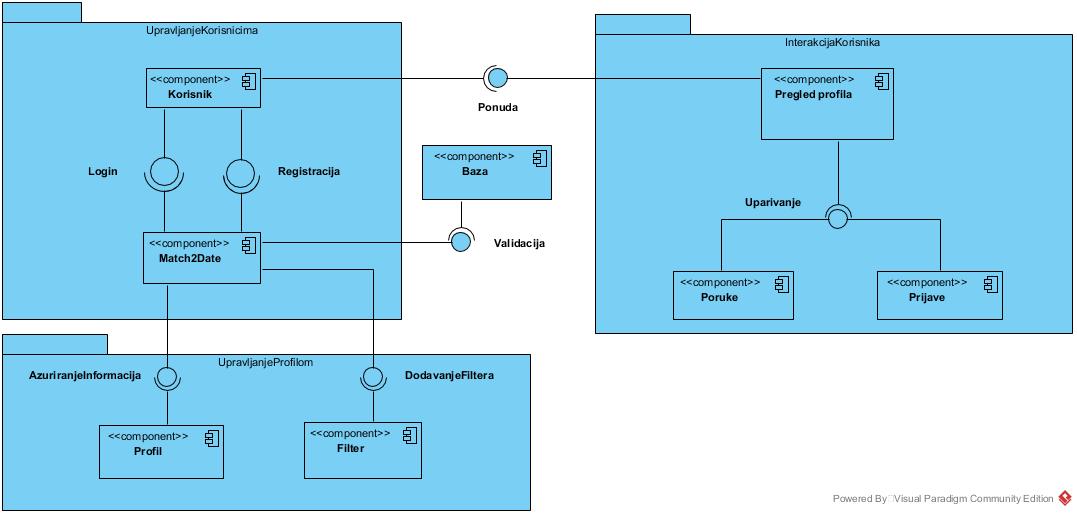 UpravljanjeKorisnicima
<<component>>
Korisnik
Login
Registracija
<<component>>
Match2Date
Ponuda
<<component>>
Baza
Validacija
InterakcijaKorisnika
<<component>>
Pregled profila
Uparivanje
<<component>>
Poruke
<<component>>
Prijave
UpravljanjeProfilom
AzuriranjeInformacija
DodavanjeFiltera
<<component>>
Profil
<<component>>
Filter
Powered By Visual Paradigm Community Edition